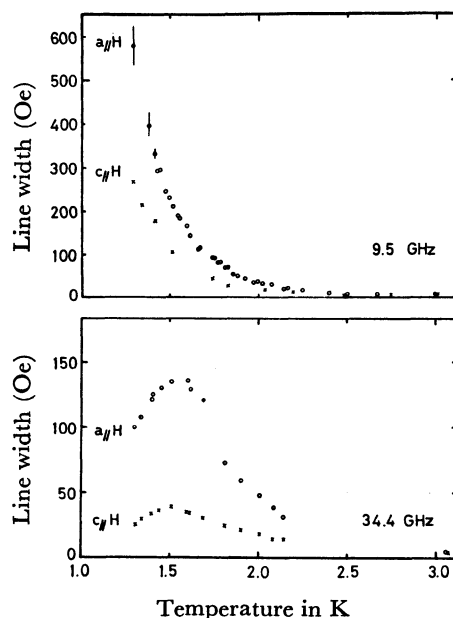 600
500
400
300
200
100
0
Line width (Oe)
a//H
c//H
9.5 GHz
150
100
50
0
Line width (Oe)
a//H
c//H
34.4 GHz
1.0 1.5 2.0 2.5 3.0
Temperature in K